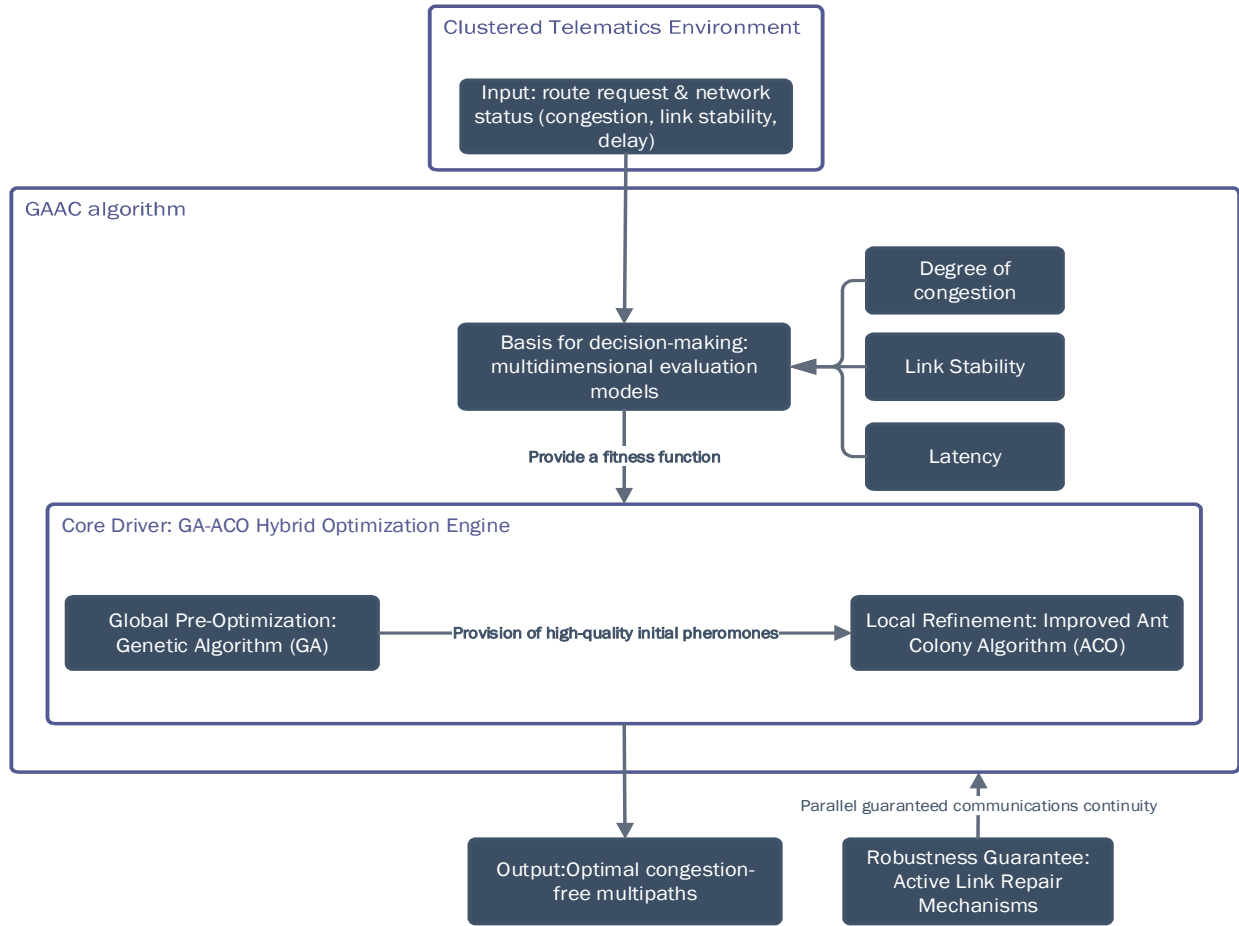 Clustered Telematics Environment
Input: route request & network
status (congestion, link stability,
delay)
GAAC algorithm
Degree of
congestion
Basis for decision-making:
multidimensional evaluation
models
Link Stability
Provide a fitness function
Latency
Core Driver: GA-ACO Hybrid Optimization Engine
Global Pre-Optimization:
Genetic Algorithm (GA)
Provision of high-quality initial pheromones
Local Refinement: Improved Ant
Colony Algorithm (ACO)
Parallel guaranteed communications continuity
Output:Optimal congestion-
free multipaths
Robustness Guarantee:
Active Link Repair
Mechanisms